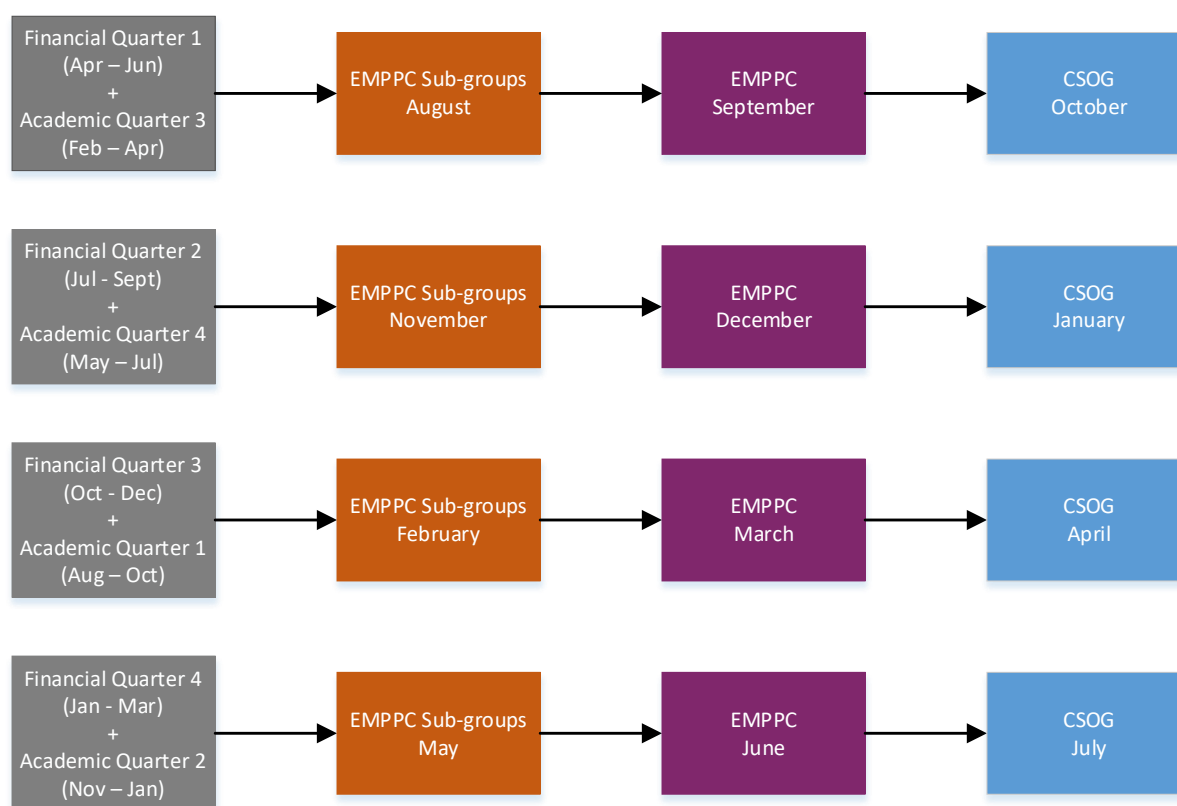 Financial Quarter 1
(Apr – Jun)
+
Academic Quarter 3
(Feb – Apr)
EMPPC Sub-groups
August
EMPPC
September
CSOG
October
Financial Quarter 2
(Jul - Sept)
+
Academic Quarter 4
(May – Jul)
EMPPC Sub-groups
November
EMPPC
December
CSOG
January
Financial Quarter 3
(Oct - Dec)
+
Academic Quarter 1
(Aug – Oct)
EMPPC Sub-groups
February
EMPPC
March
CSOG
April
Financial Quarter 4
(Jan - Mar)
+
Academic Quarter 2
(Nov – Jan)
EMPPC Sub-groups
May
EMPPC
June
CSOG
July